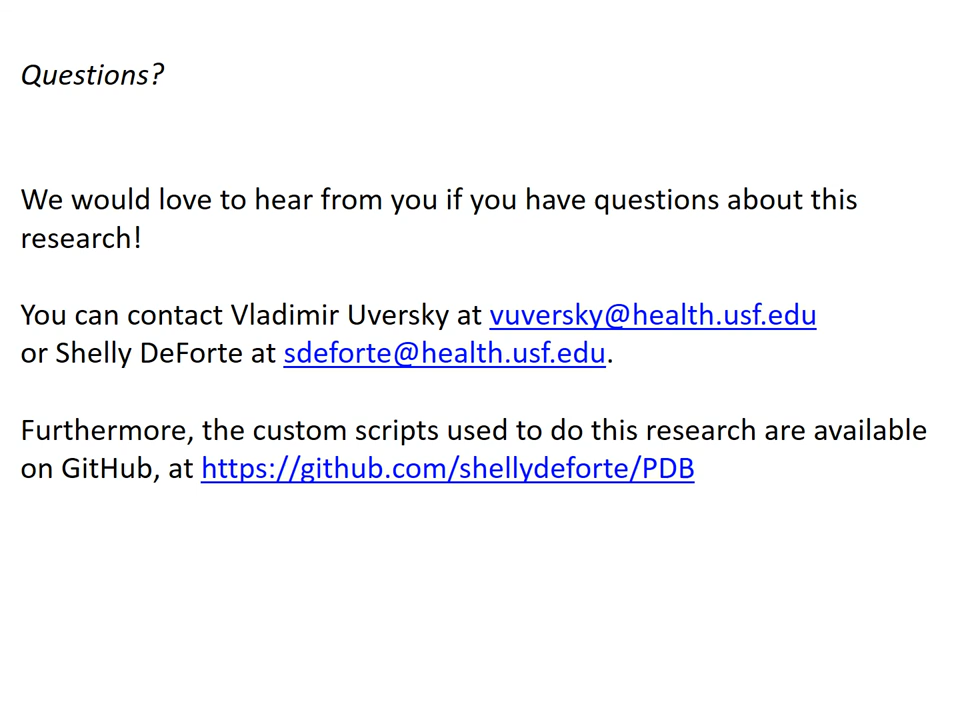 Questions?
We would love to hear from you if you have questions about this
research!
You can contact Vladimir Uversky at vuversky@health.usf.edu
or Shelly DeForte at sdeforte@health.usf.edu.
Furthermore, the custom scripts used to do this research are available
on GitHub, at https://github.com/shellydeforte/PDB